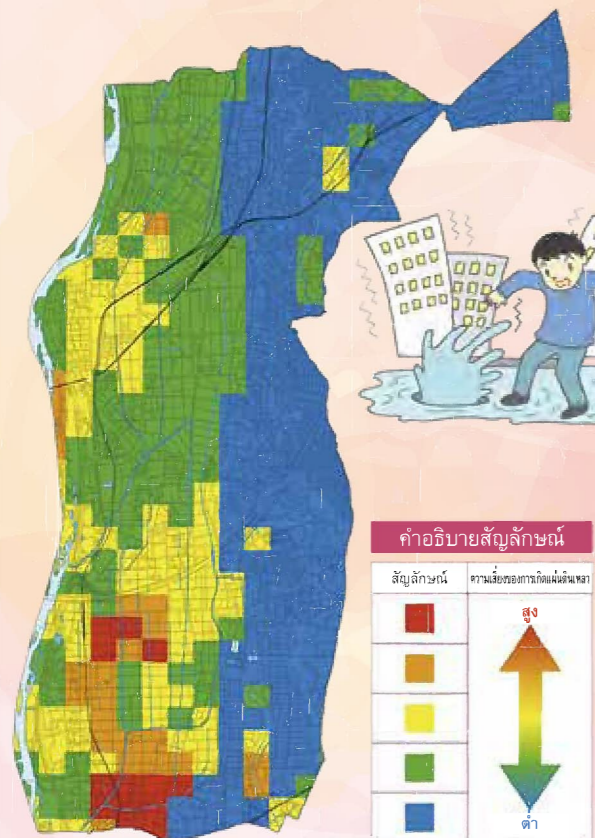 คำอธิบายสัญลักษณ์
สัญลักษณ์ ความเสี่ยงของการเกิดแผ่นดินเหลว
สูง
ต่ำ